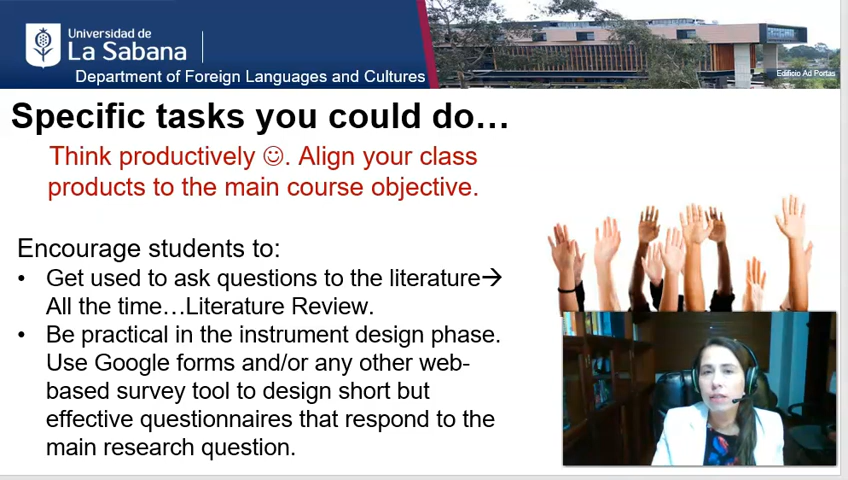 Universidad de
La Sabana
Department of Foreign Languages and Cultures
Edificio Ad Portas
Specific tasks you could do…
Think productively ☺. Align your class
products to the main course objective.
Encourage students to:
• Get used to ask questions to the literature→
All the time…Literature Review.
• Be practical in the instrument design phase.
Use Google forms and/or any other web-
based survey tool to design short but
effective questionnaires that respond to the
main research question.